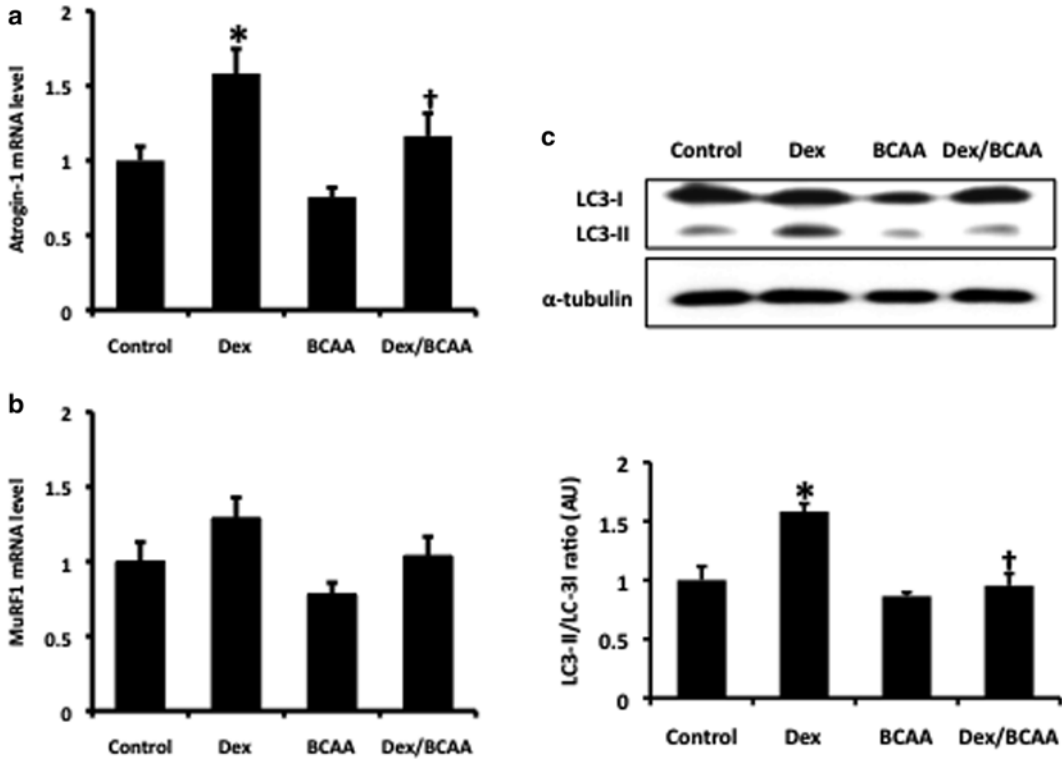 a
Atrogin-1 mRNA level
2
1.5
1
0.5
0
*
†
Control Dex BCAA Dex/BCAA
b
MuRF1 mRNA level
2
1.5
1
0.5
0
Control Dex BCAA Dex/BCAA
c
Control Dex BCAA Dex/BCAA
LC3-I
LC3-II
α-tubulin
LC3-II/LC-3I ratio (AU)
2
1.5
1
0.5
0
*
†
Control Dex BCAA Dex/BCAA